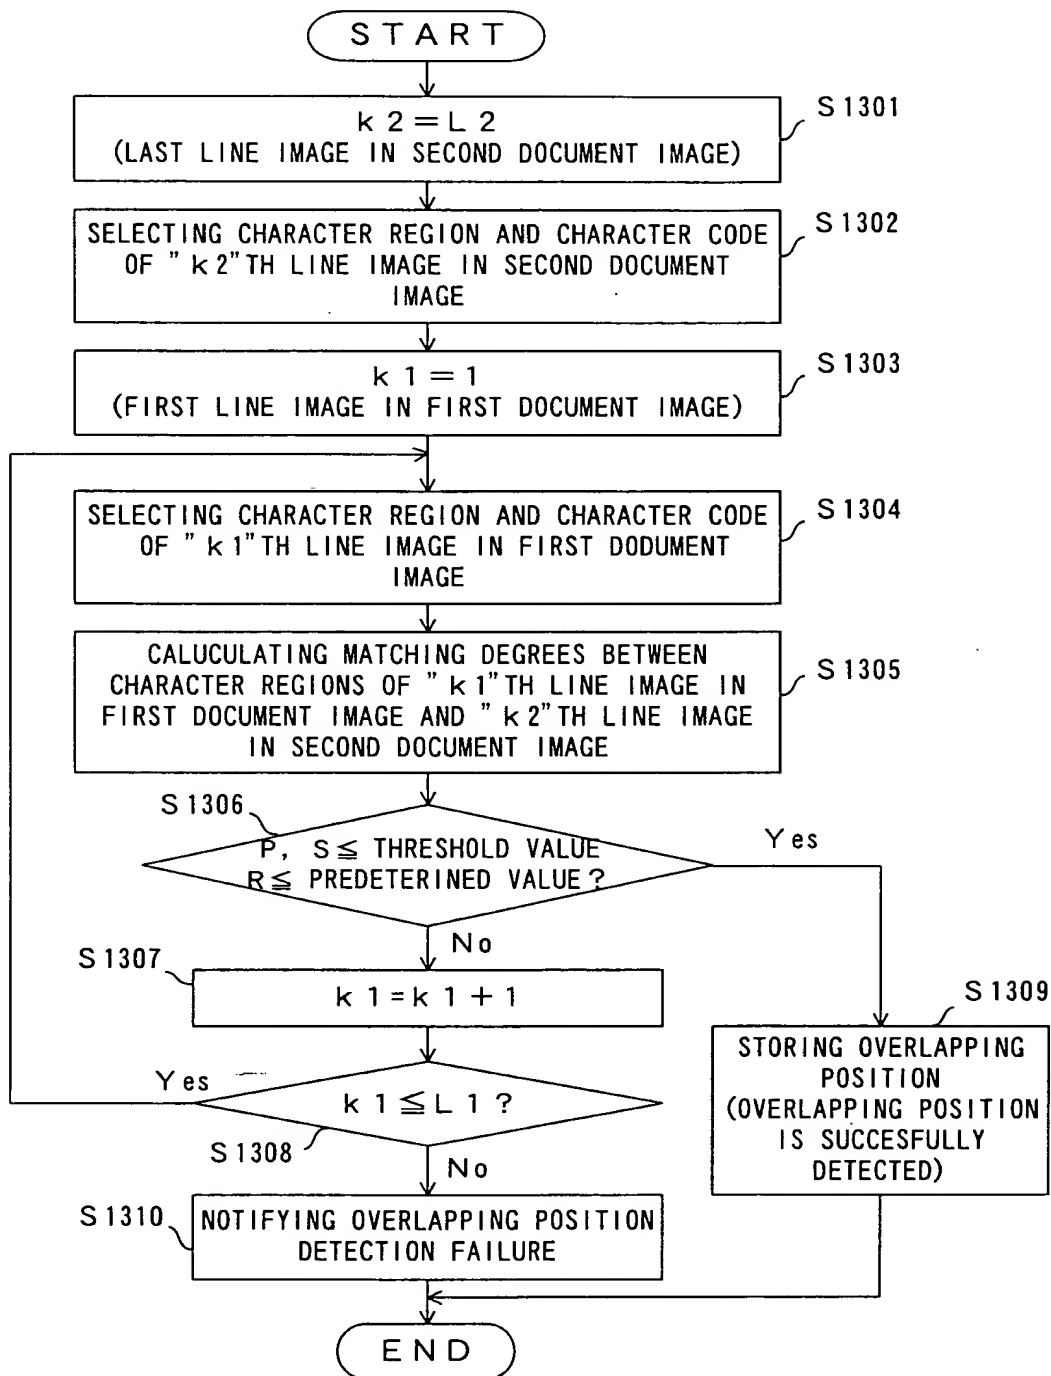 START
k2=L2
(LAST LINE IMAGE IN SECOND DOCUMENT IMAGE)
S1301
SELECTING CHARACTER REGION AND CHARACTER CODE
OF "k2"TH LINE IMAGE IN SECOND DOCUMENT
IMAGE
S1302
k1=1
(FIRST LINE IMAGE IN FIRST DOCUMENT IMAGE)
S1303
SELECTING CHARACTER REGION AND CHARACTER CODE
OF "k1"TH LINE IMAGE IN FIRST DODUMENT
IMAGE
S1304
CALUCULATING MATCHING DEGREES BETWEEN
CHARACTER REGIONS OF "k1"TH LINE IMAGE IN
FIRST DOCUMENT IMAGE AND "k2"TH LINE IMAGE
IN SECOND DOCUMENT IMAGE
S1305
S1306
P, S≦ THRESHOLD VALUE
R≦ PREDETERINED VALUE?
Yes
No
S1307
k1=k1+1
S1309
STORING OVERLAPPING
POSITION
(OVERLAPPING POSITION
IS SUCCESFULLY
DETECTED)
Yes
k1≦L1?
S1308
No
S1310
NOTIFYING OVERLAPPING POSITION
DETECTION FAILURE
END